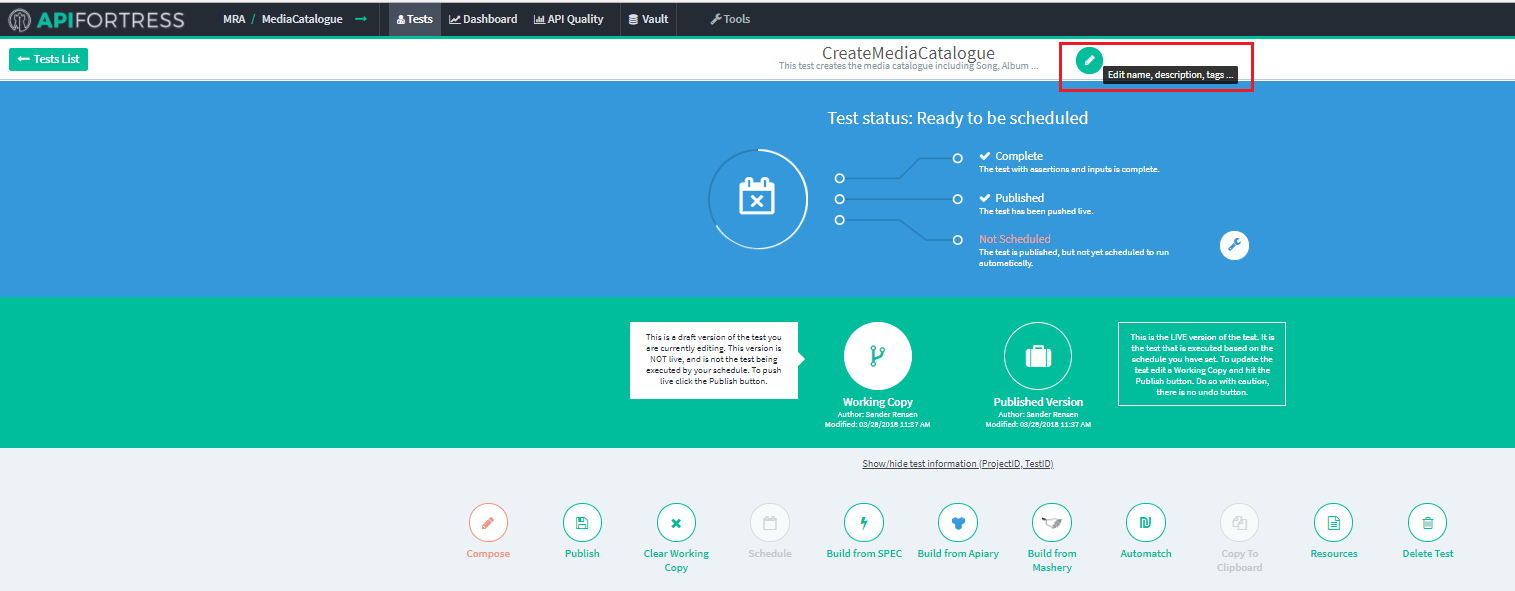 APIFORTRESS
MRA / MediaCatalogue
Tests
Dashboard
API Quality
Vault
Tools
Tests List
CreateMediaCatalogue
This test creates the media catalogue including Song, Album ...
Edit name, description, tags ...
Test status: Ready to be scheduled
Complete
The test with assertions and inputs is complete.
Published
The test has been pushed live.
Not Scheduled
The test is published, but not yet scheduled to run
automatically.
This is a draft version of the test you
are currently editing. This version is
NOT live, and is not the test being
executed by your schedule. To push
live click the Publish button.
Working Copy
Author: Sander Rensen
Modified: 03/28/2018 11:37 AM
Published Version
Author: Sander Rensen
Modified: 03/28/2018 11:37 AM
This is the LIVE version of the test. It is
the test that is executed based on the
schedule you have set. To update the
test edit a Working Copy and hit the
Publish button. Do so with caution,
there is no undo button.
Show/hide test information (ProjectID, TestID)
Compose
Publish
Clear Working
Copy
Schedule
Build from SPEC
Build from Apiary
Build from
Mashery
Automatch
Copy To
Clipboard
Resources
Delete Test